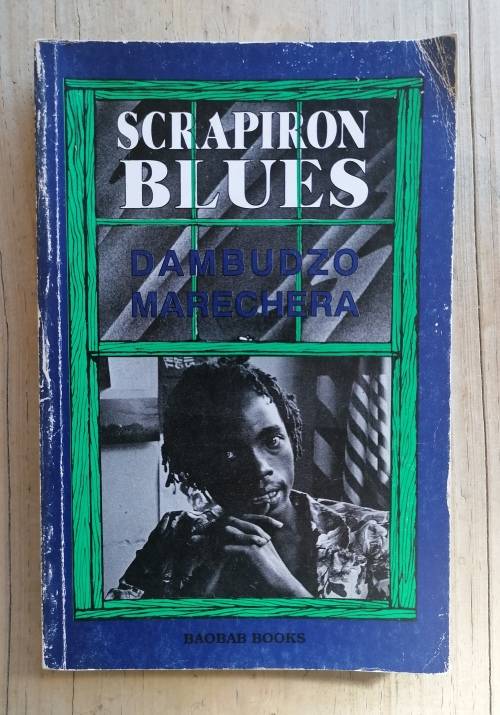 SCRAPIRON
BLUES
DAMBUDZO
MARECHERA
BAOBAB BOOKS